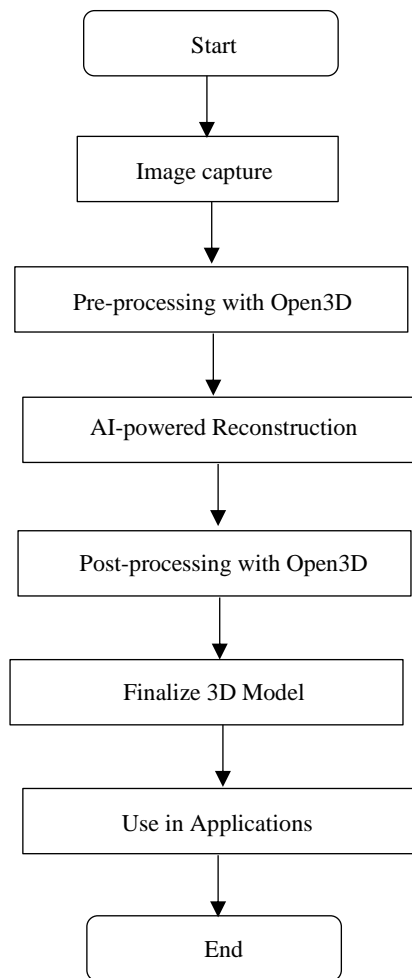 Start
Image capture
Pre-processing with Open3D
AI-powered Reconstruction
Post-processing with Open3D
Finalize 3D Model
Use in Applications
End